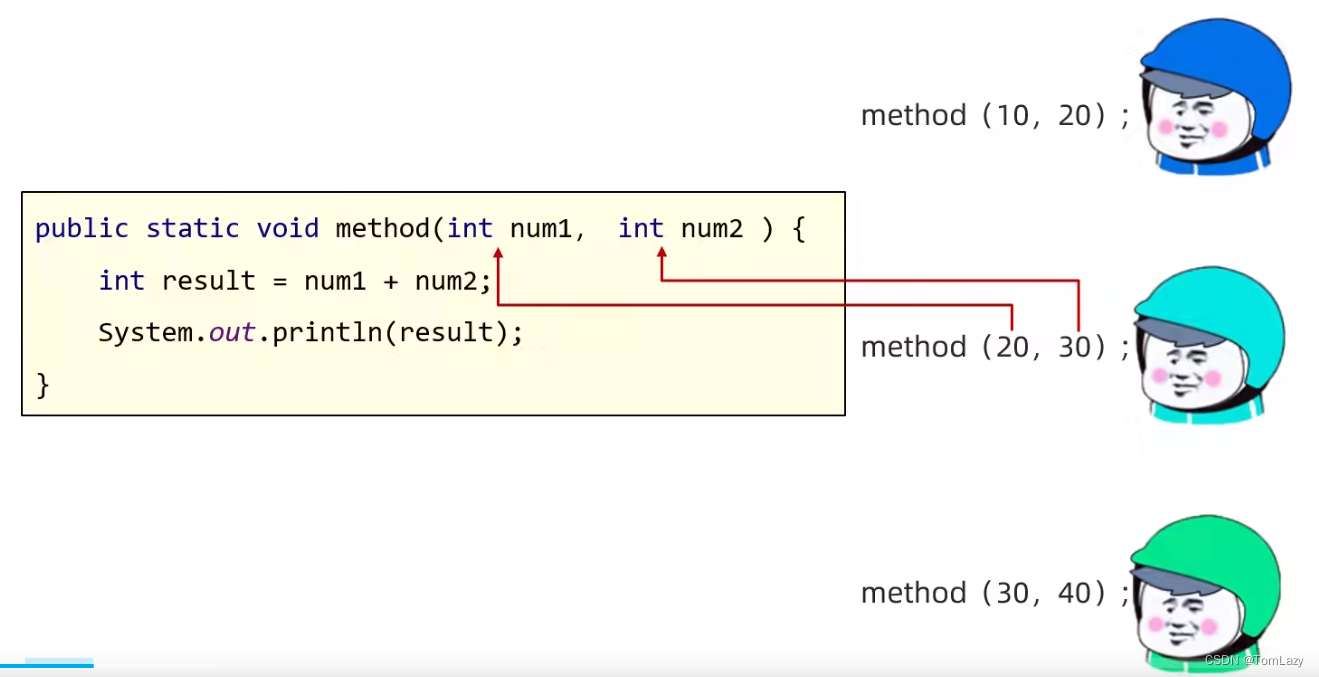 method（10，20）;
public static void method(int num1,  int num2 ) {
int result = num1 + num2;
System.out.println(result);
}
method（20，30）;
method（30，40）;
CSDN @TomLazy